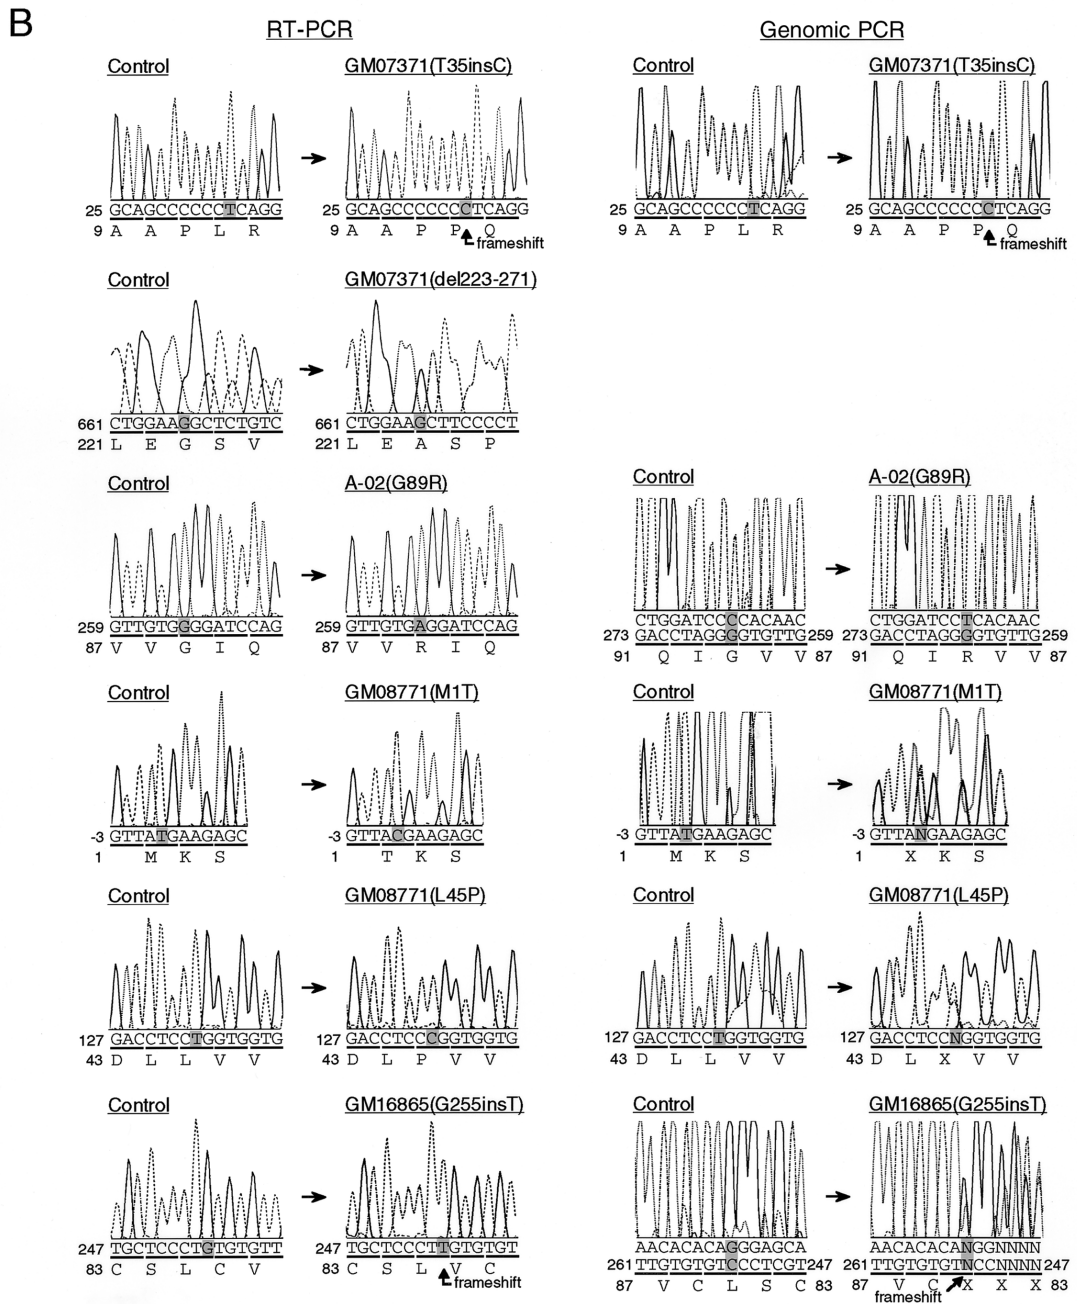 B
RT-PCR
Genomic PCR
Control
GM07371(T35insC)
Control
GM07371(T35insC)
25 GCAGCCCCCCCTCAGG
25 GCAGCCCCCCCCTCAGG
25 GCAGCCCCCCCTCAGG
25 GCAGCCCCCCCCTCAGG
9 A A P L R
9 A A P P Q
9 A A P L R
9 A A P P Q
frameshift
frameshift
Control
GM07371(del223-271)
661 CTGGAAGGCTCTGTC
661 CTGGAAGCTTCCCCT
221 L E G S V
221 L E A S P
Control
A-02(G89R)
Control
A-02(G89R)
259 GTTGTGGGGATCCAG
259 GTTGTGAGGATCCAG
CTGGATCCCCACAAC
CTGGATCCTCACAAC
273 GACCTAGGGGTGTTG 259
273 GACCTAGGGGTGTTG 259
87 V V G I Q
87 V V R I Q
91 Q I G V V 87
91 Q I R V V 87
Control
GM08771(M1T)
Control
GM08771(M1T)
-3 GTTATGAAGAGC
-3 GTTACGAAGAGC
-3 GTTATGAAGAGC
-3 GTTANGAAGAGC
1 M K S
1 T K S
1 M K S
1 X K S
Control
GM08771(L45P)
Control
GM08771(L45P)
127 GACCTCCTGGTGGTG
127 GACCTCCCGGTGGTG
127 GACCTCCTGGTGGTG
127 GACCTCCNGGTGGTG
43 D L L V V
43 D L P V V
43 D L L V V
43 D L X V V
Control
GM16865(G255insT)
Control
GM16865(G255insT)
247 TGCTCCCTGTGTGTT
247 TGCTCCCTTGTGTGT
AACACACAGGGAGCA
AACACACANGGNNNN
261 TTGTGTGTCCCTCGT 247
261 TTGTGTGTNCCNNNN 247
83 C S L C V
83 C S L V C
87 V C L S C 83
87 V C X X X 83
frameshift
frameshift